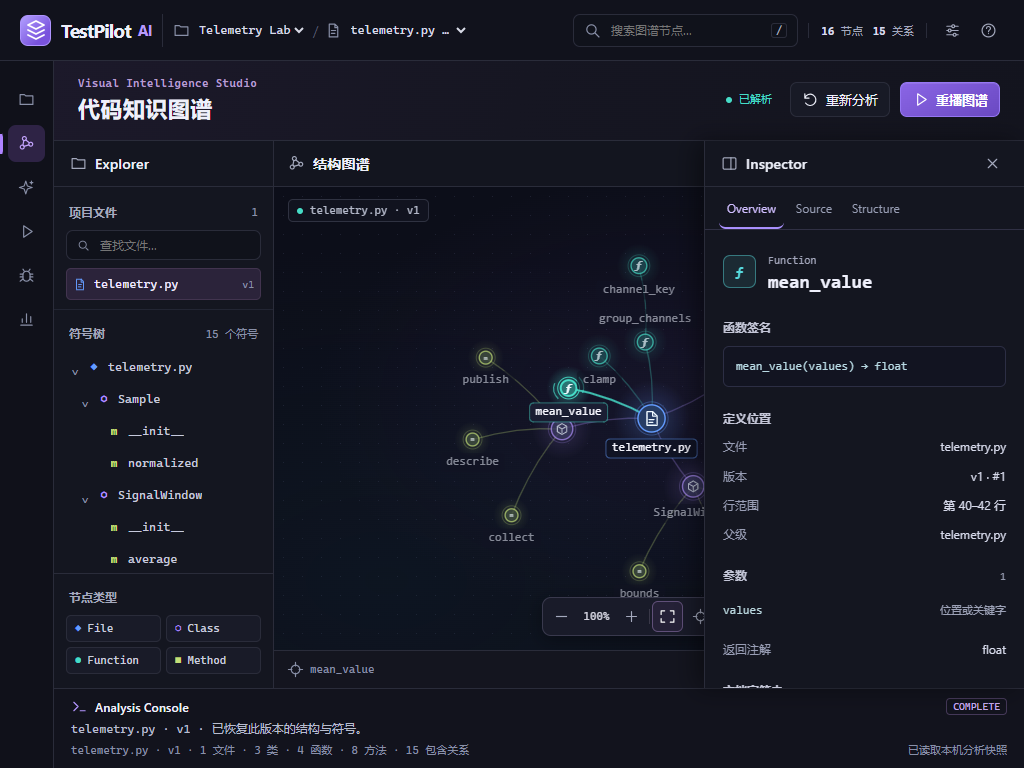 TestPilot AI
Telemetry Lab
/
telemetry.py …
搜索图谱节点...
/
16 节点 15 关系
Visual Intelligence Studio
代码知识图谱
已解析
重新分析
重播图谱
Explorer
项目文件 1
查找文件...
telemetry.py v1
符号树 15 个符号
telemetry.py
Sample
m __init__
m normalized
SignalWindow
m __init__
m average
节点类型
File
Class
Function
Method
结构图谱
telemetry.py · v1
channel_key
group_channels
publish
clamp
mean_value
telemetry.py
describe
SignalWi
collect
bounds
100%
mean_value
Inspector
Overview Source Structure
Function
mean_value
函数签名
mean_value(values) → float
定义位置
文件 telemetry.py
版本 v1 · #1
行范围 第 40–42 行
父级 telemetry.py
参数 1
values 位置或关键字
返回注解 float
Analysis Console
COMPLETE
telemetry.py · v1 · 已恢复此版本的结构与符号。
telemetry.py · v1 · 1 文件 · 3 类 · 4 函数 · 8 方法 · 15 包含关系
已读取本机分析快照